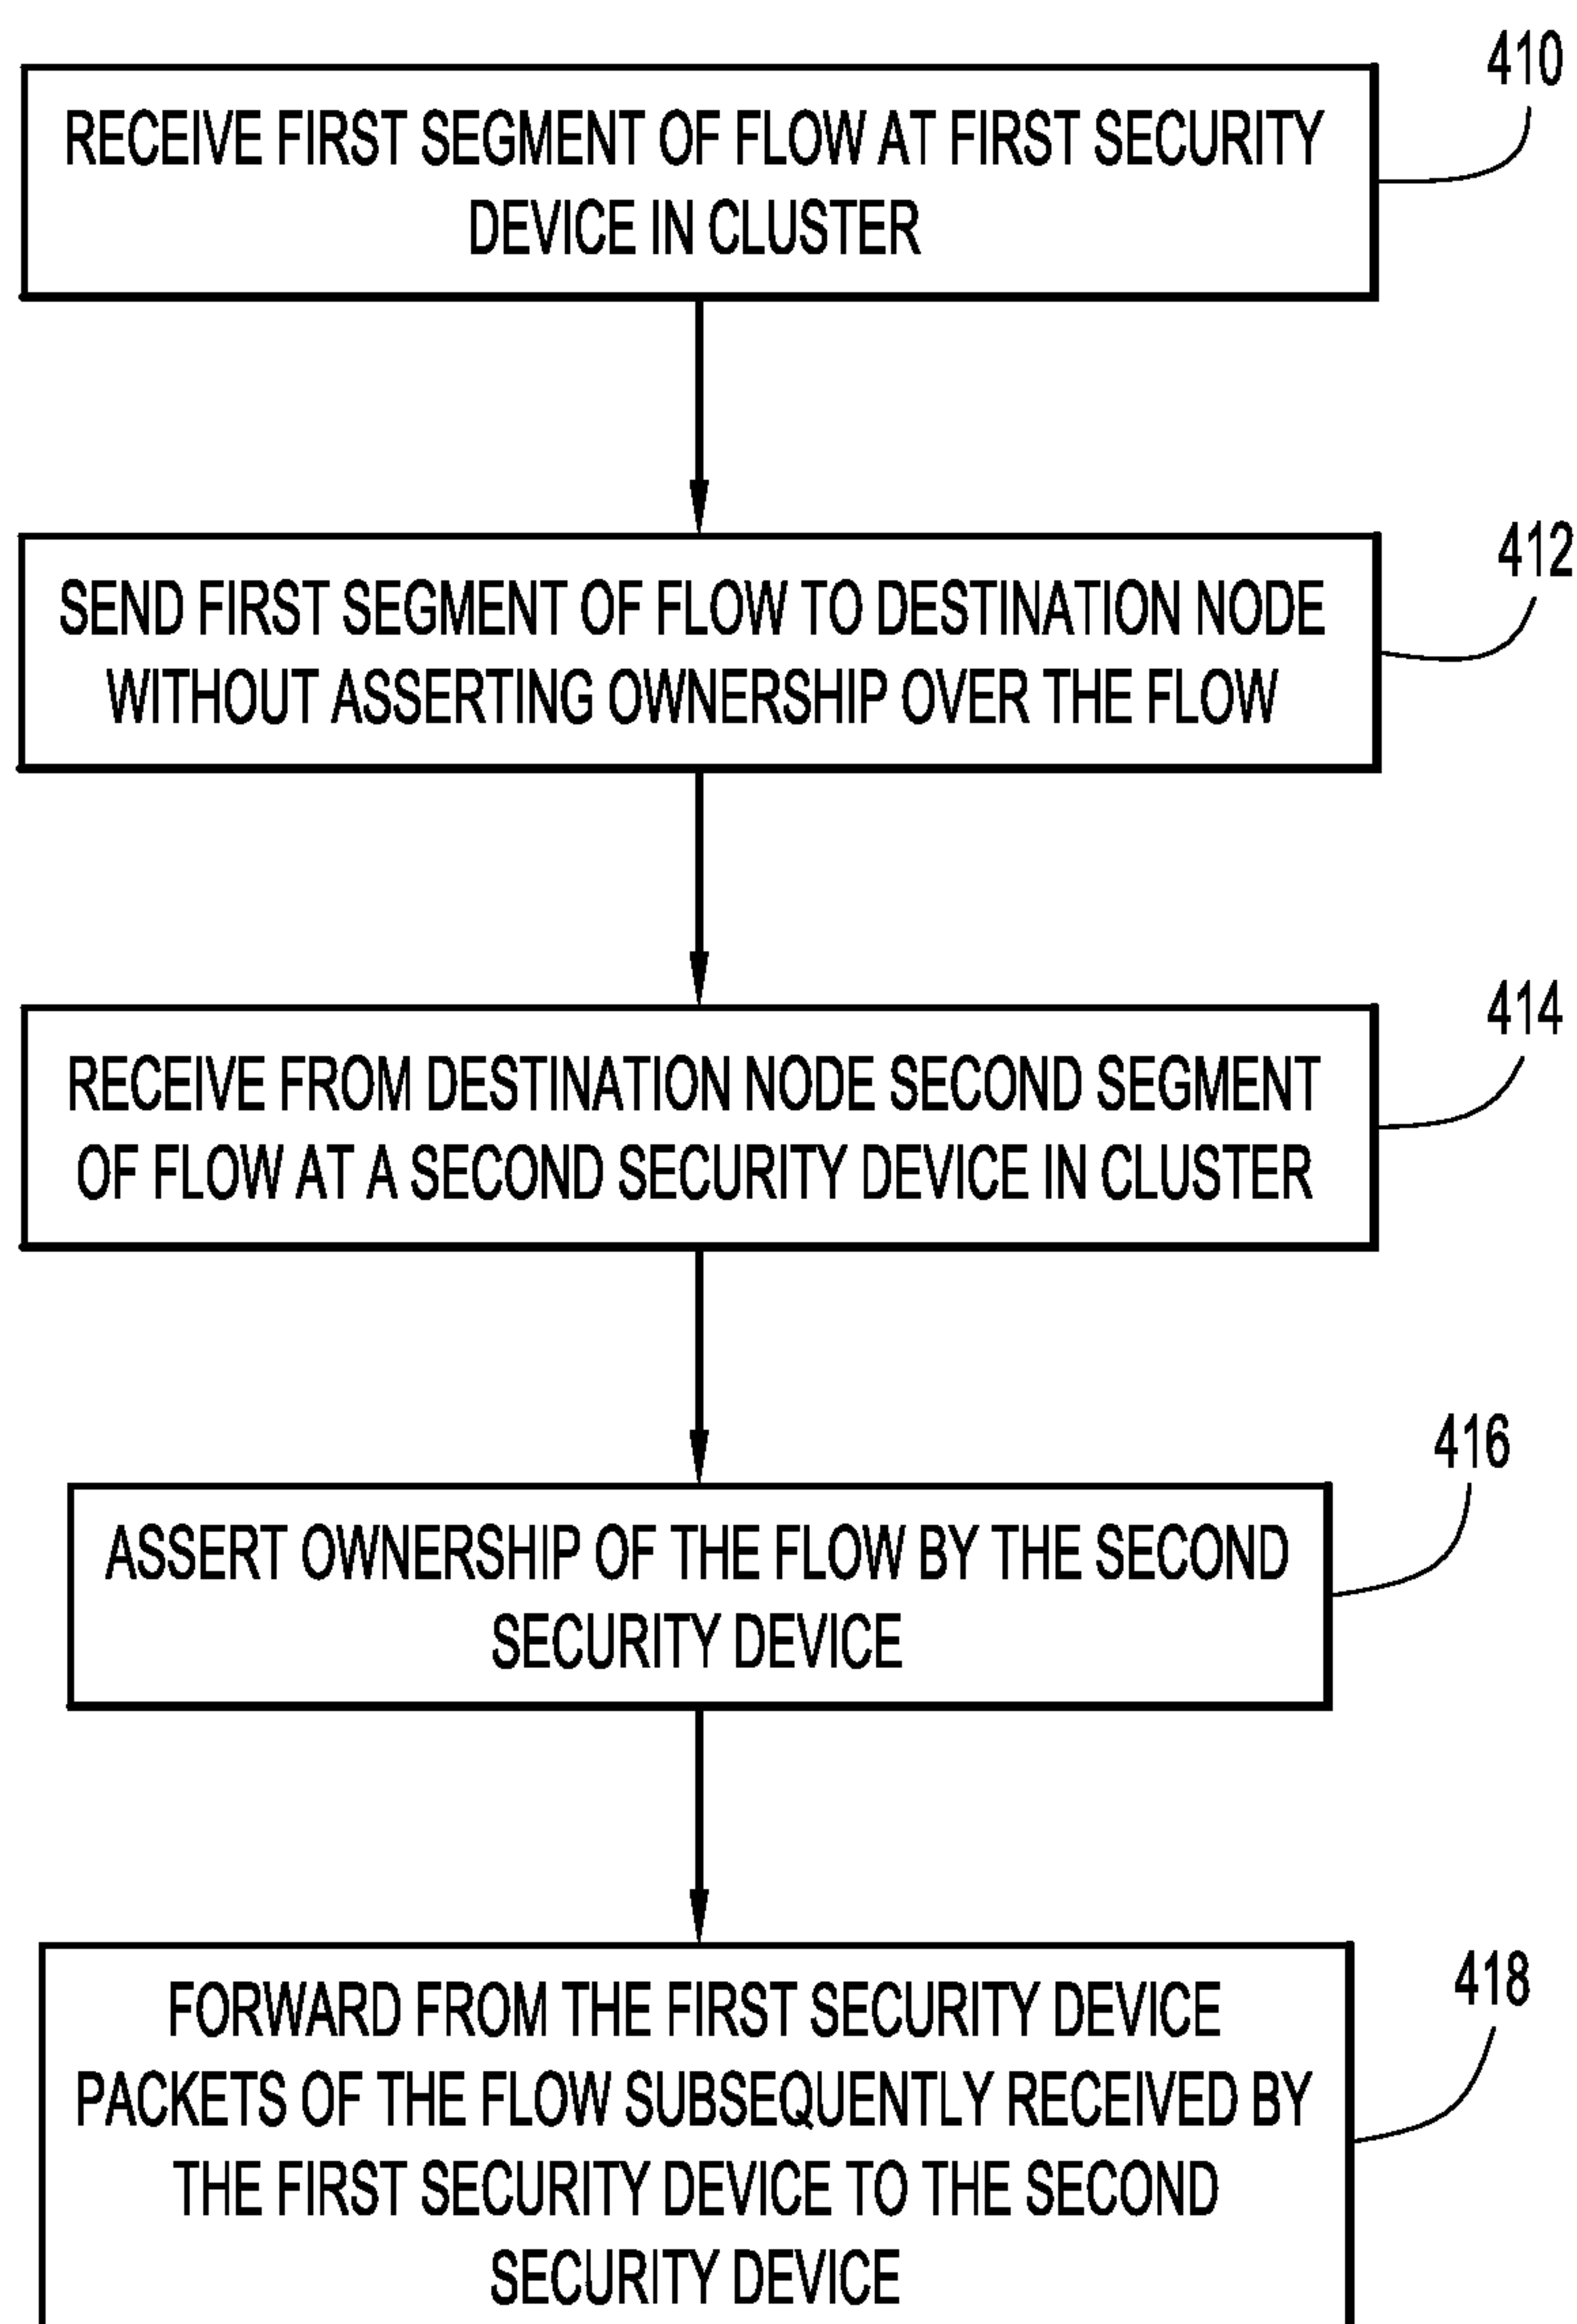 410
RECEIVE FIRST SEGMENT OF FLOW AT FIRST SECURITY
DEVICE IN CLUSTER
412
SEND FIRST SEGMENT OF FLOW TO DESTINATION NODE
WITHOUT ASSERTING OWNERSHIP OVER THE FLOW
414
RECEIVE FROM DESTINATION NODE SECOND SEGMENT
OF FLOW AT A SECOND SECURITY DEVICE IN CLUSTER
416
ASSERT OWNERSHIP OF THE FLOW BY THE SECOND
SECURITY DEVICE
418
FORWARD FROM THE FIRST SECURITY DEVICE
PACKETS OF THE FLOW SUBSEQUENTLY RECEIVED BY
THE FIRST SECURITY DEVICE TO THE SECOND
SECURITY DEVICE